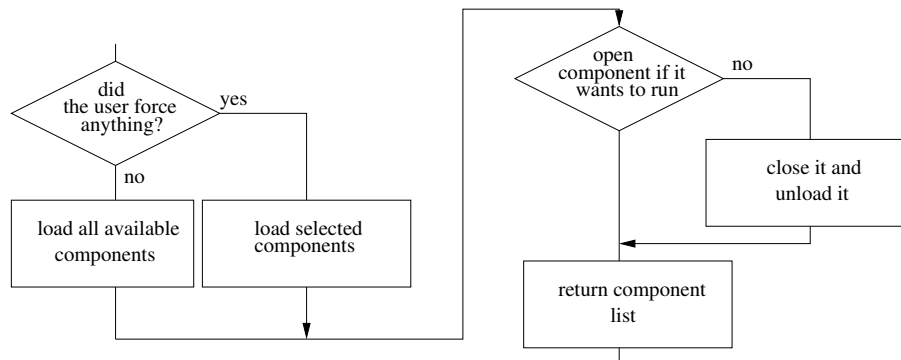 did
the user force
anything?
yes
no
load all available
components
load selected
components
open
component if it
wants to run
no
close it and
unload it
return component
list